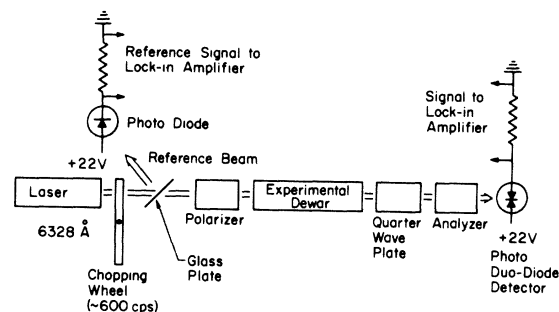 Reference Signal to
Lock-in Amplifier
Photo Diode
+22V
Reference Beam
Laser
6328 Å
Chopping
Wheel
(~600 cps)
Glass
Plate
Polarizer
Experimental
Dewar
Quarter
Wave
Plate
Analyzer
Signal to
Lock-in
Amplifier
+22V
Photo
Duo-Diode
Detector